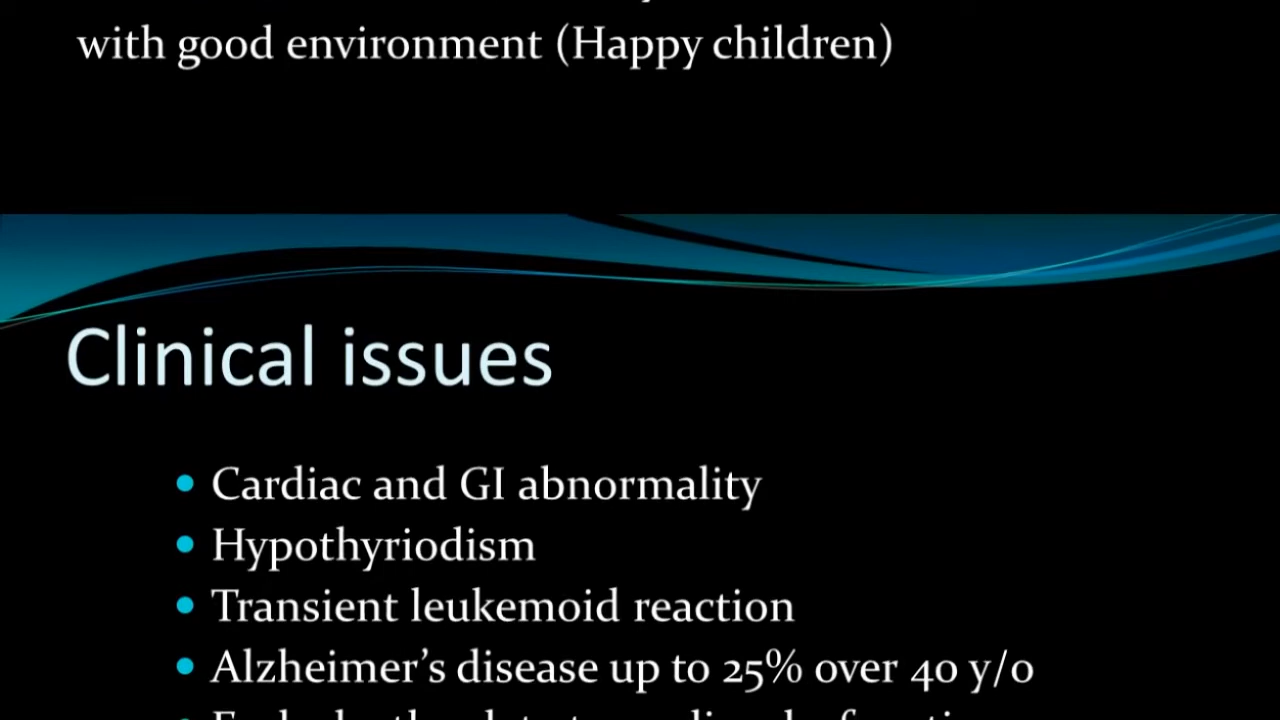 with good environment (Happy children)
Clinical issues
• Cardiac and GI abnormality
• Hypothyriodism
• Transient leukemoid reaction
• Alzheimer’s disease up to 25% over 40 y/o